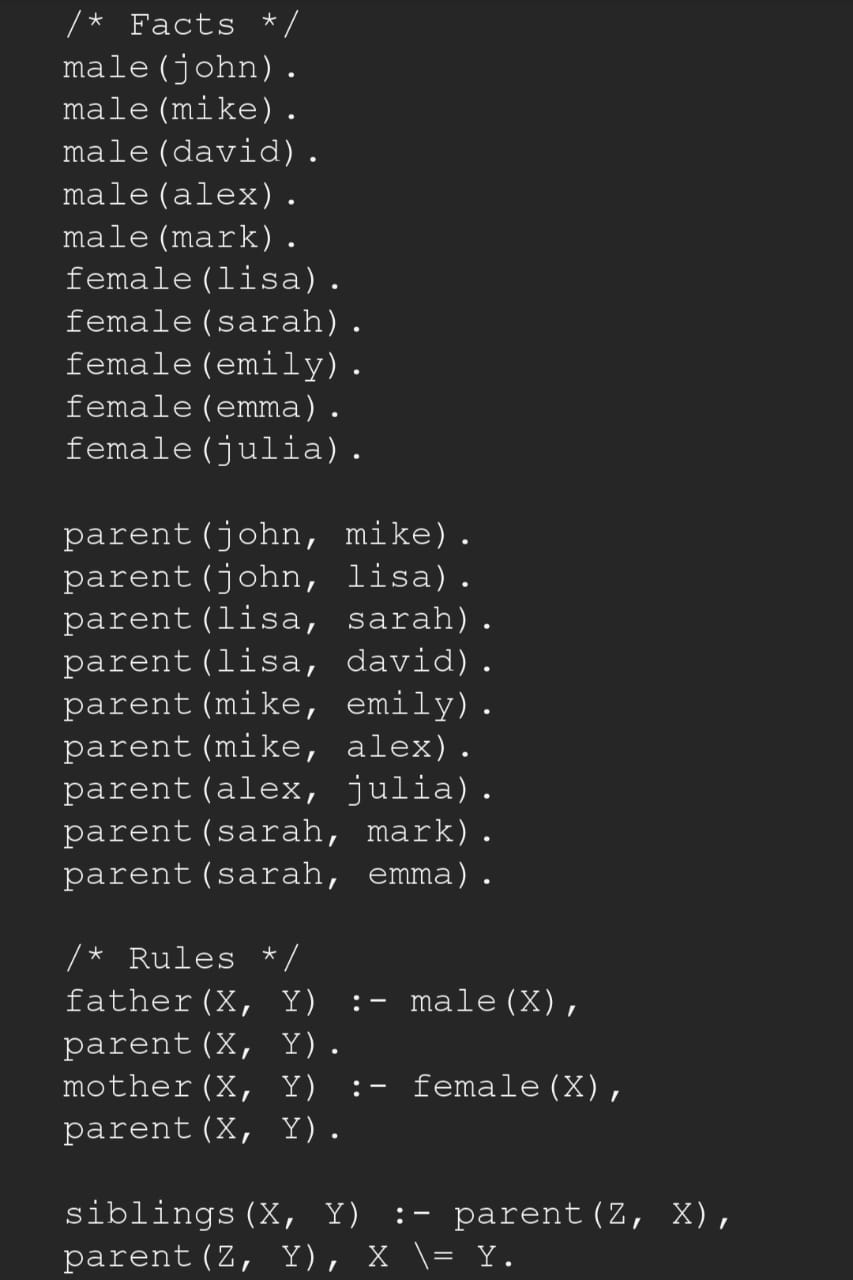 /* Facts */
male(john).
male(mike).
male(david).
male(alex).
male(mark).
female(lisa).
female(sarah).
female(emily).
female(emma).
female(julia).

parent(john, mike).
parent(john, lisa).
parent(lisa, sarah).
parent(lisa, david).
parent(mike, emily).
parent(mike, alex).
parent(alex, julia).
parent(sarah, mark).
parent(sarah, emma).

/* Rules */
father(X, Y) :- male(X),
parent(X, Y).
mother(X, Y) :- female(X),
parent(X, Y).

siblings(X, Y) :- parent(Z, X),
parent(Z, Y), X \= Y.